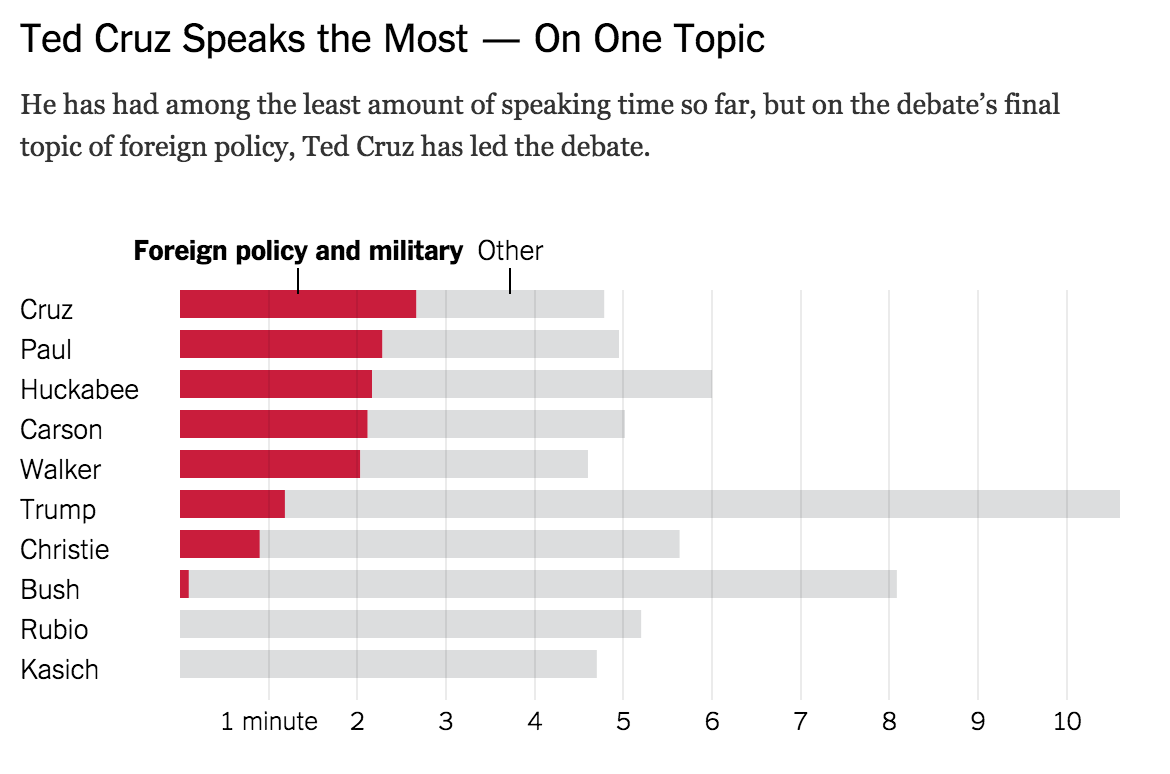 Ted Cruz Speaks the Most — On One Topic
He has had among the least amount of speaking time so far, but on the debate’s final
topic of foreign policy, Ted Cruz has led the debate.
Foreign policy and military Other
Cruz
Paul
Huckabee
Carson
Walker
Trump
Christie
Bush
Rubio
Kasich
1 minute 2 3 4 5 6 7 8 9 10